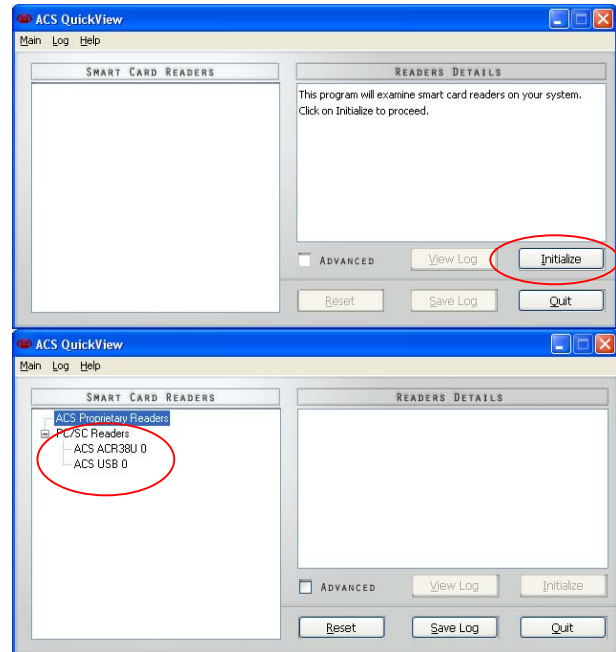 ACS QuickView
Main Log Help
SMART CARD READERS
READERS DETAILS
This program will examine smart card readers on your system.
Click on Initialize to proceed.
ADVANCED
View Log
Initialize
Reset
Save Log
Quit
ACS QuickView
Main Log Help
SMART CARD READERS
READERS DETAILS
ACS Proprietary Readers
PC/SC Readers
ACS ACR38U 0
ACS USB 0
ADVANCED
View Log
Initialize
Reset
Save Log
Quit